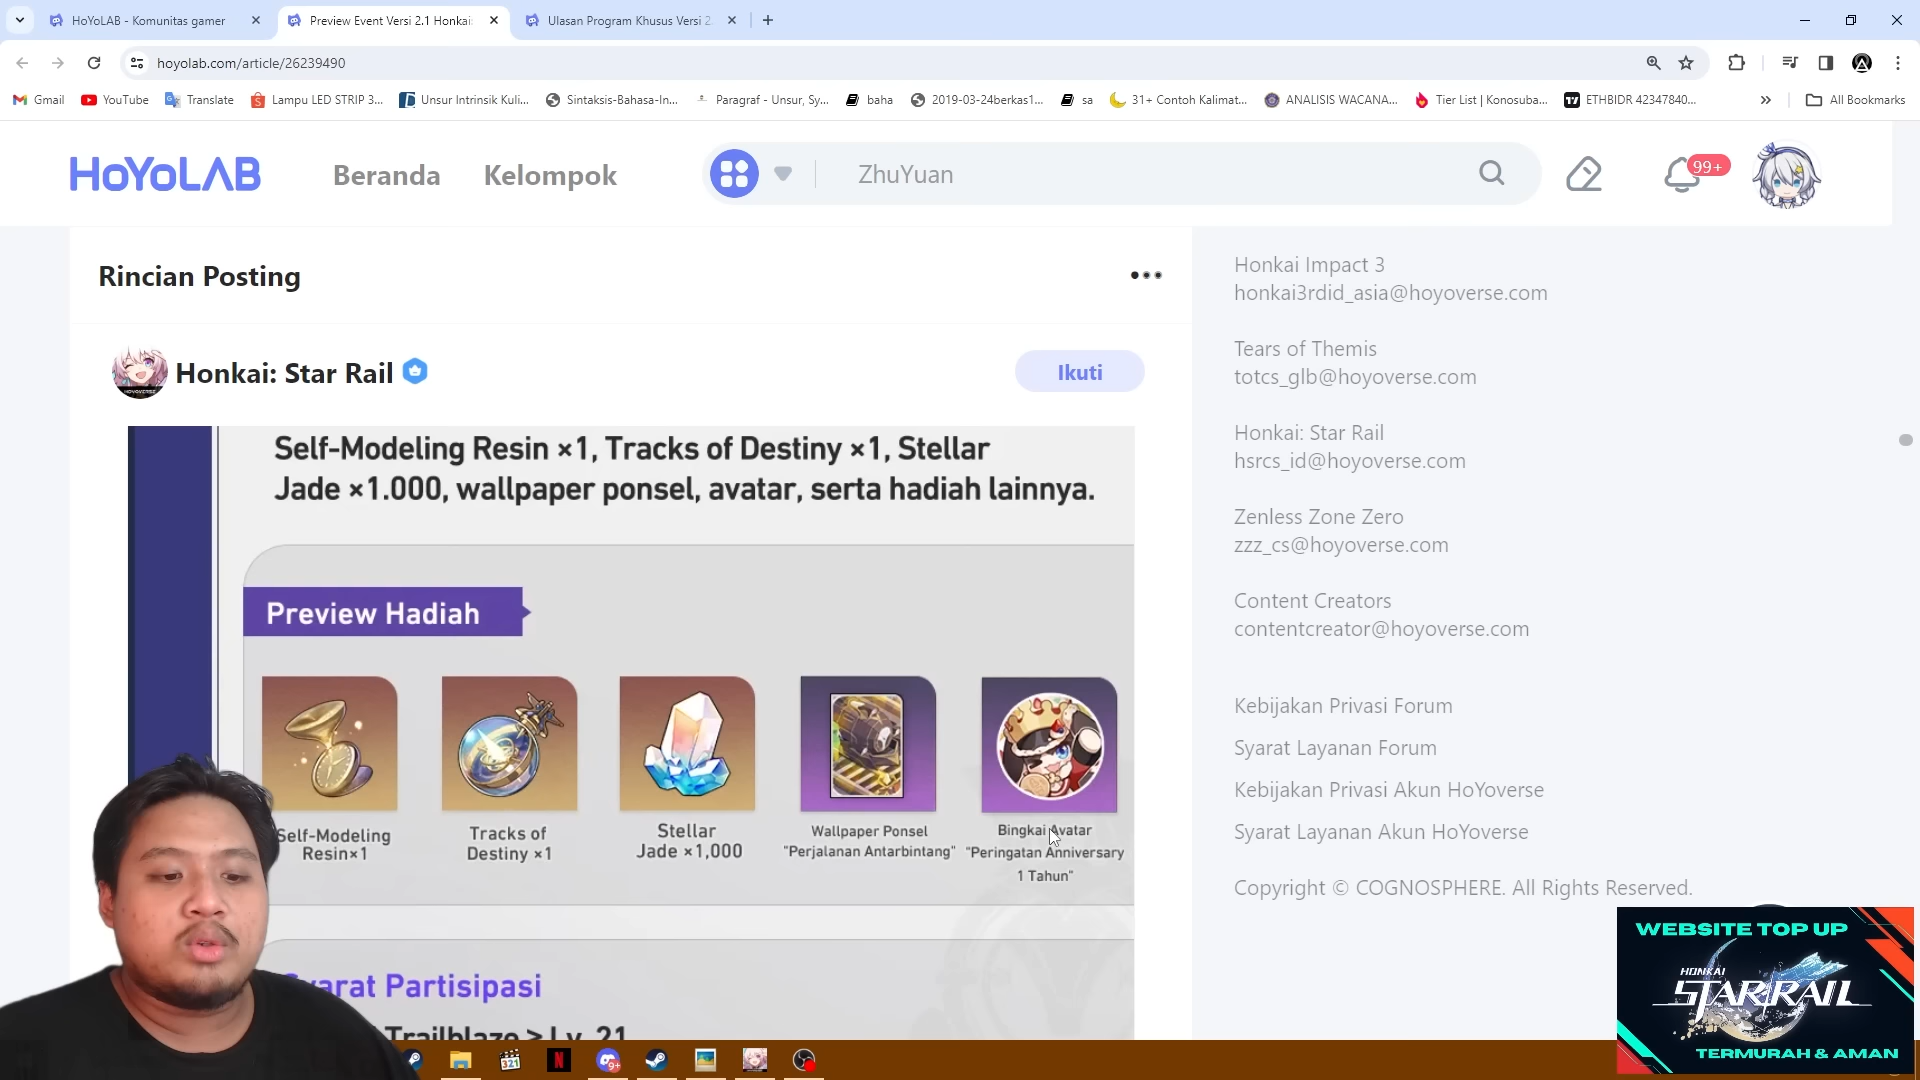 HoYoLAB - Komunitas gamer
Preview Event Versi 2.1 Honkai
Ulasan Program Khusus Versi 2
hoyolab.com/article/26239490
Gmail
YouTube
Translate
Lampu LED STRIP 3...
Unsur Intrinsik Kuli...
Sintaksis-Bahasa-In...
Paragraf - Unsur, Sy...
baha
2019-03-24berkas1...
sa
31+ Contoh Kalimat...
ANALISIS WACANA...
Tier List | Konosuba...
ETHBIDR 42347840...
All Bookmarks
HoYoLAB
Beranda
Kelompok
ZhuYuan
99+
Rincian Posting
Honkai: Star Rail
Ikuti
Self-Modeling Resin ×1, Tracks of Destiny ×1, Stellar
Jade ×1.000, wallpaper ponsel, avatar, serta hadiah lainnya.
Preview Hadiah
Self-Modeling
Resin×1
Tracks of
Destiny ×1
Stellar
Jade ×1,000
Wallpaper Ponsel
"Perjalanan Antarbintang"
Bingkai Avatar
"Peringatan Anniversary
1 Tahun"
Syarat Partisipasi
Trailblaze ≥ Lv. 21
Honkai Impact 3
honkai3rdid_asia@hoyoverse.com
Tears of Themis
totcs_glb@hoyoverse.com
Honkai: Star Rail
hsrcs_id@hoyoverse.com
Zenless Zone Zero
zzz_cs@hoyoverse.com
Content Creators
contentcreator@hoyoverse.com
Kebijakan Privasi Forum
Syarat Layanan Forum
Kebijakan Privasi Akun HoYoverse
Syarat Layanan Akun HoYoverse
Copyright © COGNOSPHERE. All Rights Reserved.
WEBSITE TOP UP
HONKAI
STAR RAIL
TERMURAH & AMAN